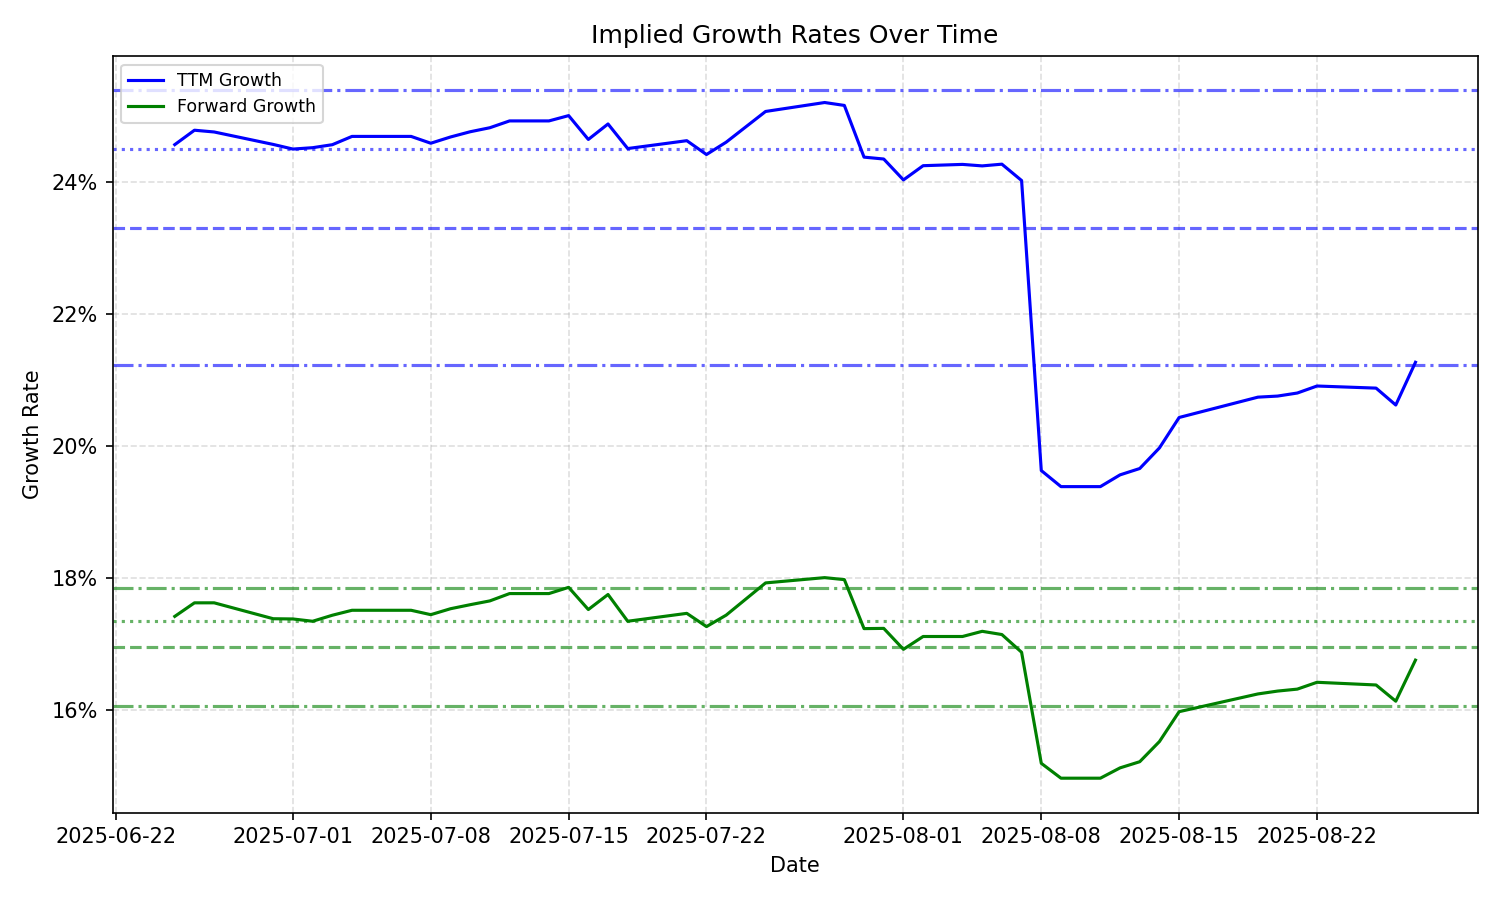 Implied Growth Rates Over Time
TTM Growth
Forward Growth
24%
22%
20%
18%
16%
Growth Rate
2025-06-22
2025-07-01
2025-07-08
2025-07-15
2025-07-22
2025-08-01
2025-08-08
2025-08-15
2025-08-22
Date